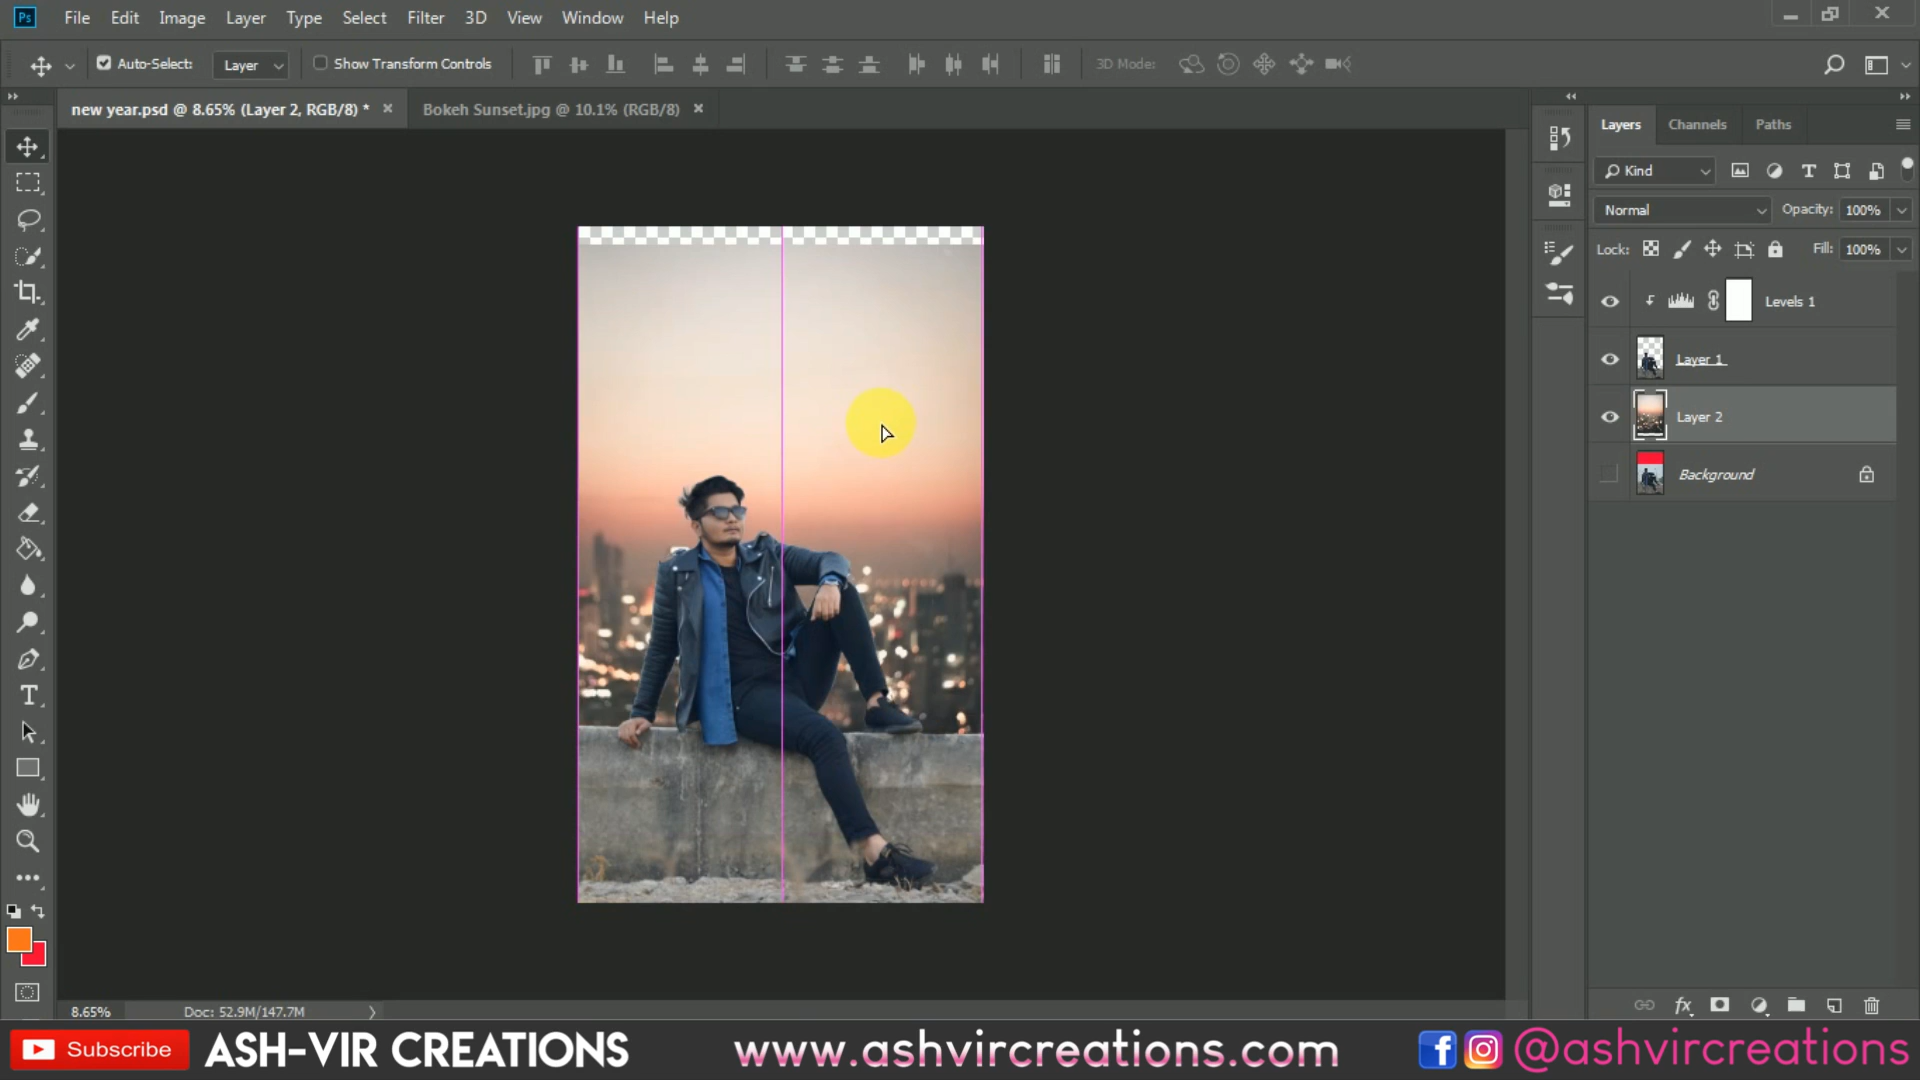 Ps File Edit Image Layer Type Select Filter 3D View Window Help
Auto-Select: Layer Show Transform Controls 3D Mode:
new year.psd @ 8.65% (Layer 2, RGB/8) * Bokeh Sunset.jpg @ 10.1% (RGB/8)
Layers Channels Paths
Kind
Normal Opacity: 100%
Lock: Fill: 100%
Levels 1
Layer 1
Layer 2
Background
8.65% Doc: 52.9M/147.7M
Subscribe ASH-VIR CREATIONS www.ashvircreations.com @ashvircreations